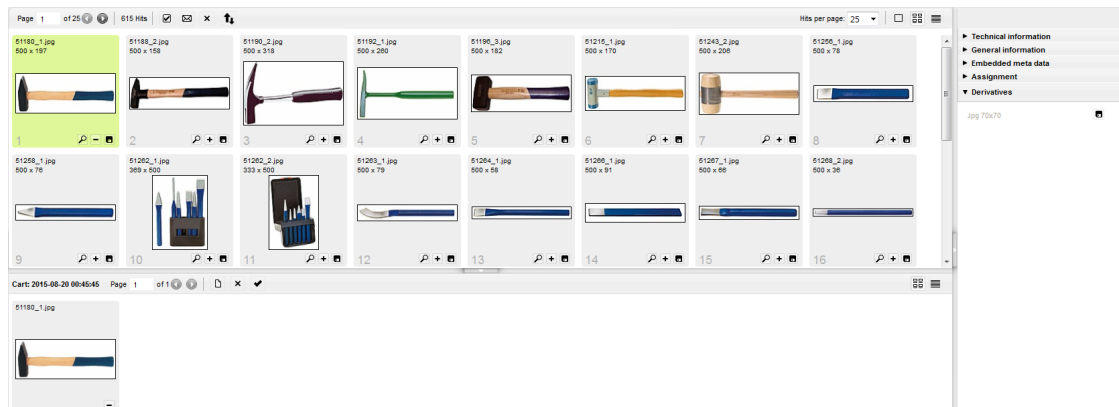 Page 1 of 25 615 Hits Hits per page: 25
51180_1.jpg
500 x 197
1
51188_2.jpg
500 x 158
2
51190_2.jpg
500 x 318
3
51192_1.jpg
500 x 260
4
51196_3.jpg
500 x 182
5
51215_1.jpg
500 x 170
6
51243_2.jpg
500 x 206
7
51256_1.jpg
500 x 78
8
51258_1.jpg
500 x 76
9
51262_1.jpg
369 x 500
10
51262_2.jpg
333 x 500
11
51263_1.jpg
500 x 79
12
51264_1.jpg
500 x 58
13
51266_1.jpg
500 x 91
14
51267_1.jpg
500 x 66
15
51268_2.jpg
500 x 36
16
Cart: 2015-08-20 00:45:45 Page 1 of 1
51180_1.jpg
Technical information
General information
Embedded meta data
Assignment
Derivatives
Jpg 70x70